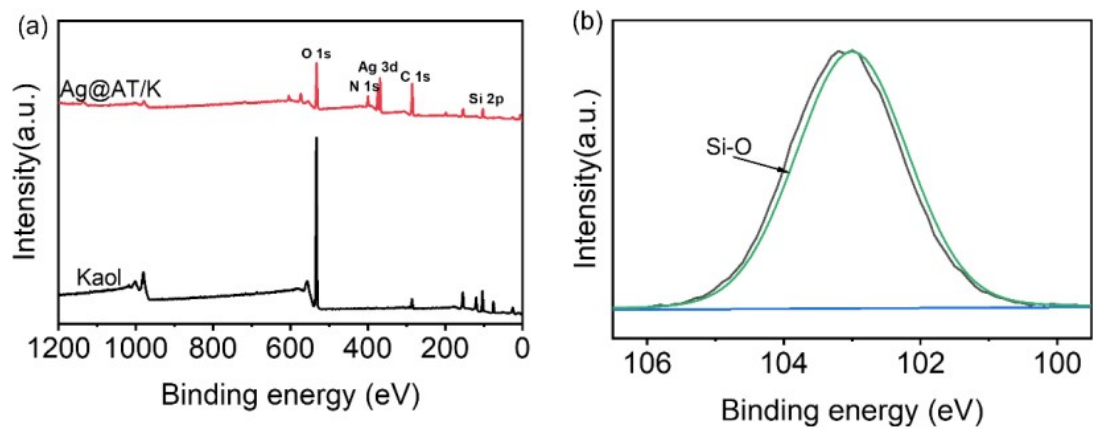 (a)
Intensity(a.u.)
Ag@AT/K
O 1s
N 1s
Ag 3d
C 1s
Si 2p
Kaol
1200 1000 800 600 400 200 0
Binding energy (eV)
(b)
Intensity(a.u.)
Si-O
106 104 102 100
Binding energy (eV)